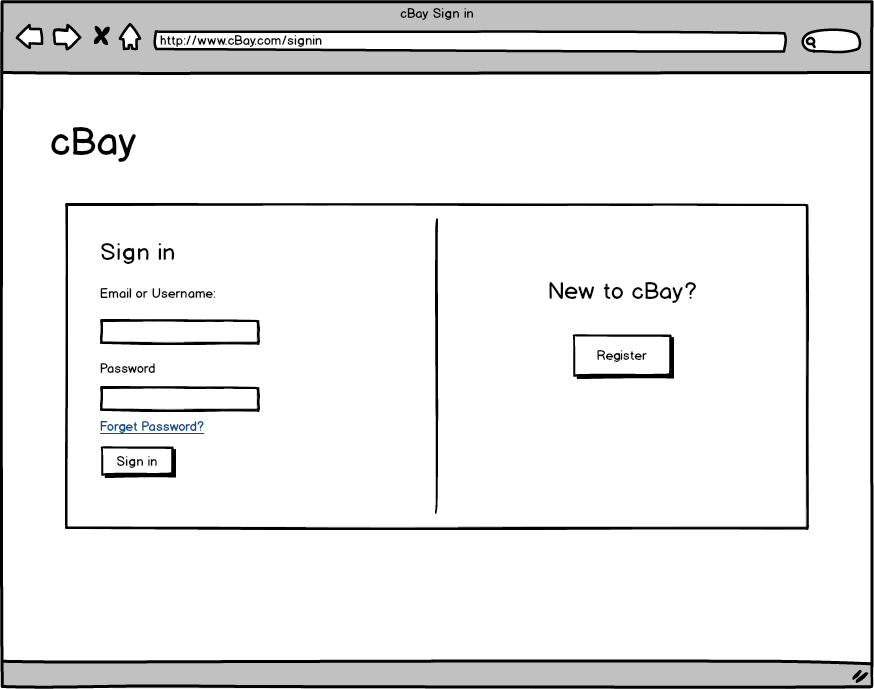 cBay Sign in
http://www.cBay.com/signin
cBay
Sign in
Email or Username:
Password
Forget Password?
Sign in
New to cBay?
Register